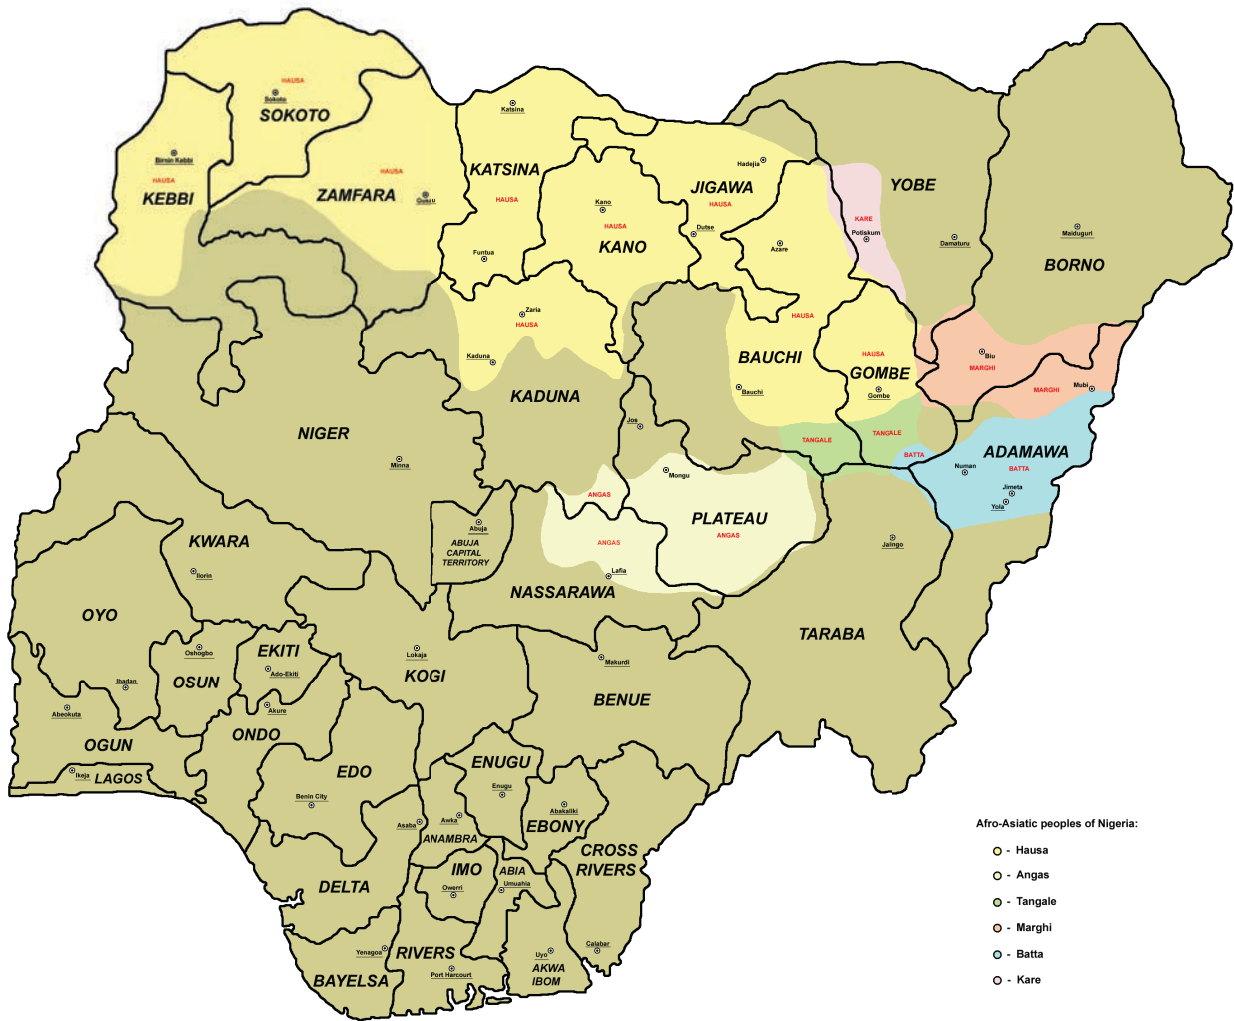 HAUSA
Sokoto
SOKOTO
Katsina
Birnin Kebbi
HAUSA
KEBBI
HAUSA
ZAMFARA
Gusau
KATSINA
HAUSA
Funtua
Kano
HAUSA
KANO
Hadejia
JIGAWA
HAUSA
Dutse
Azare
YOBE
KARE
Potiskum
Damaturu
Maiduguri
BORNO
Zaria
HAUSA
Kaduna
KADUNA
HAUSA
BAUCHI
Bauchi
HAUSA
GOMBE
Gombe
Biu
MARGHI
MARGHI
Mubi
NIGER
Minna
Jos
Mongu
TANGALE
TANGALE
BATTA
ADAMAWA
Numan
BATTA
Jimeta
Yola
ANGAS
PLATEAU
ANGAS
ANGAS
Lafia
NASSARAWA
Abuja
ABUJA
CAPITAL
TERRITORY
KWARA
Ilorin
Jalingo
TARABA
OYO
Ibadan
Oshogbo
OSUN
EKITI
Ado-Ekiti
Lokaja
KOGI
Makurdi
BENUE
Abeokuta
OGUN
Ikeja
LAGOS
Akure
ONDO
EDO
Benin City
ENUGU
Enugu
Abakaliki
EBONY
Asaba
Awka
ANAMBRA
CROSS
RIVERS
IMO
Owerri
ABIA
Umuahia
DELTA
Yenagoa
BAYELSA
RIVERS
Port Harcourt
Uyo
AKWA
IBOM
Calabar
Afro-Asiatic peoples of Nigeria:
- Hausa
- Angas
- Tangale
- Marghi
- Batta
- Kare